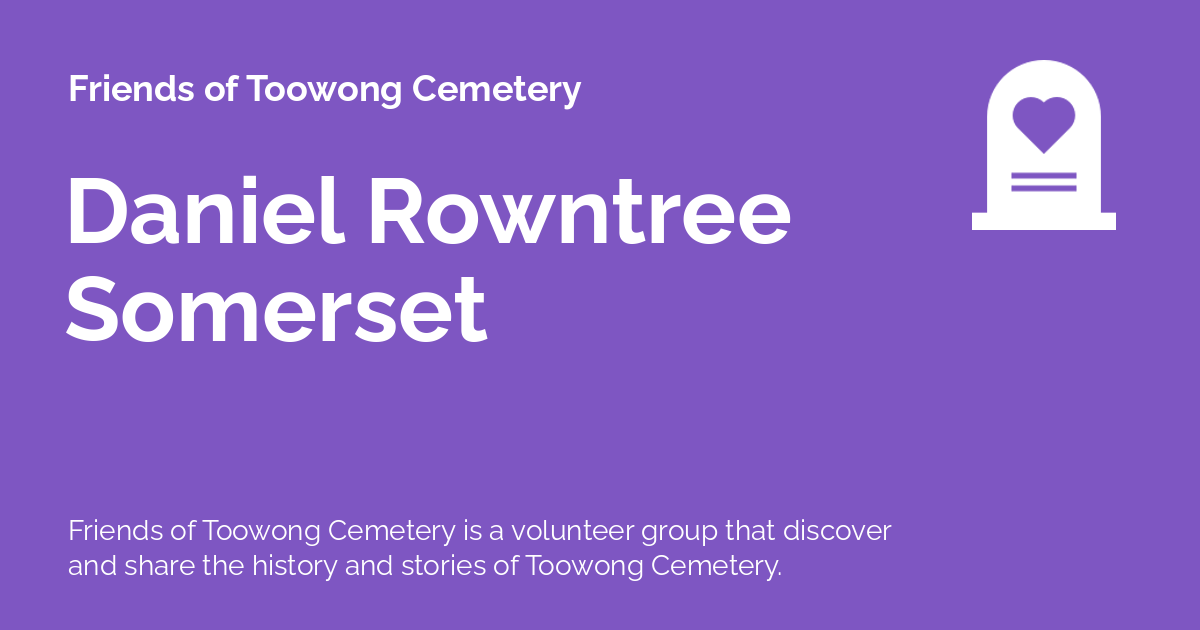 Friends of Toowong Cemetery
Daniel Rowntree
Somerset
Friends of Toowong Cemetery is a volunteer group that discover
and share the history and stories of Toowong Cemetery.